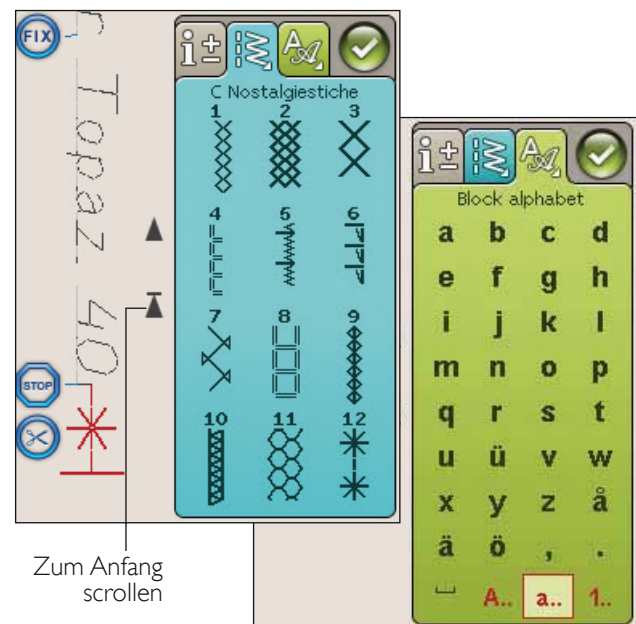 FIX
r Topaz 40
STOP
C Nostalgiestiche
1 2 3
4 5 6
7 8 9
10 11 12
Zum Anfang
scrollen
Block alphabet
a b c d
e f g h
i j k l
m n o p
q r s t
u ü v w
x y z å
ä ö , .
A.. a.. 1..